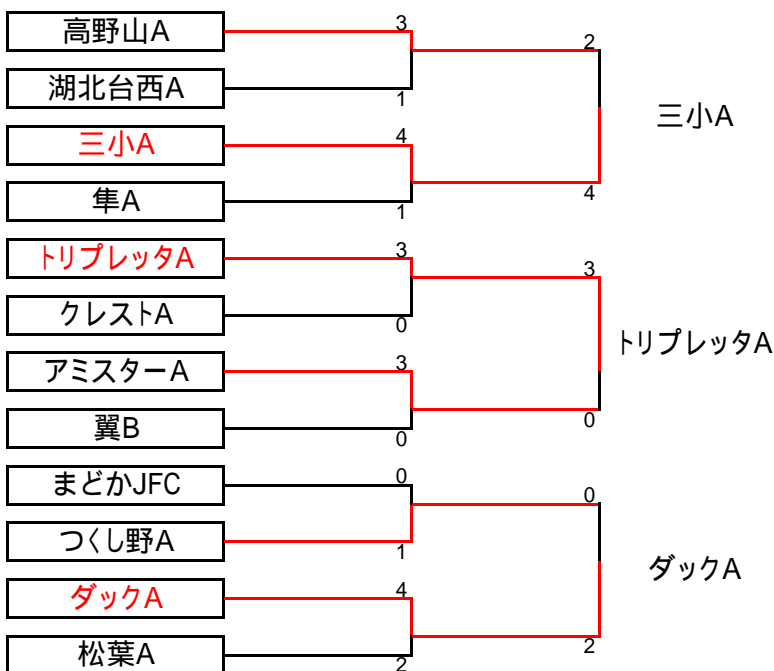 高野山A
3
2
湖北台西A
1
三小A
三小A
4
4
隼A
1
トリプレッタA
3
3
クレストA
0
トリプレッタA
アミスターA
3
0
翼B
0
まどかJFC
0
0
つくし野A
1
ダックA
ダックA
4
2
松葉A
2